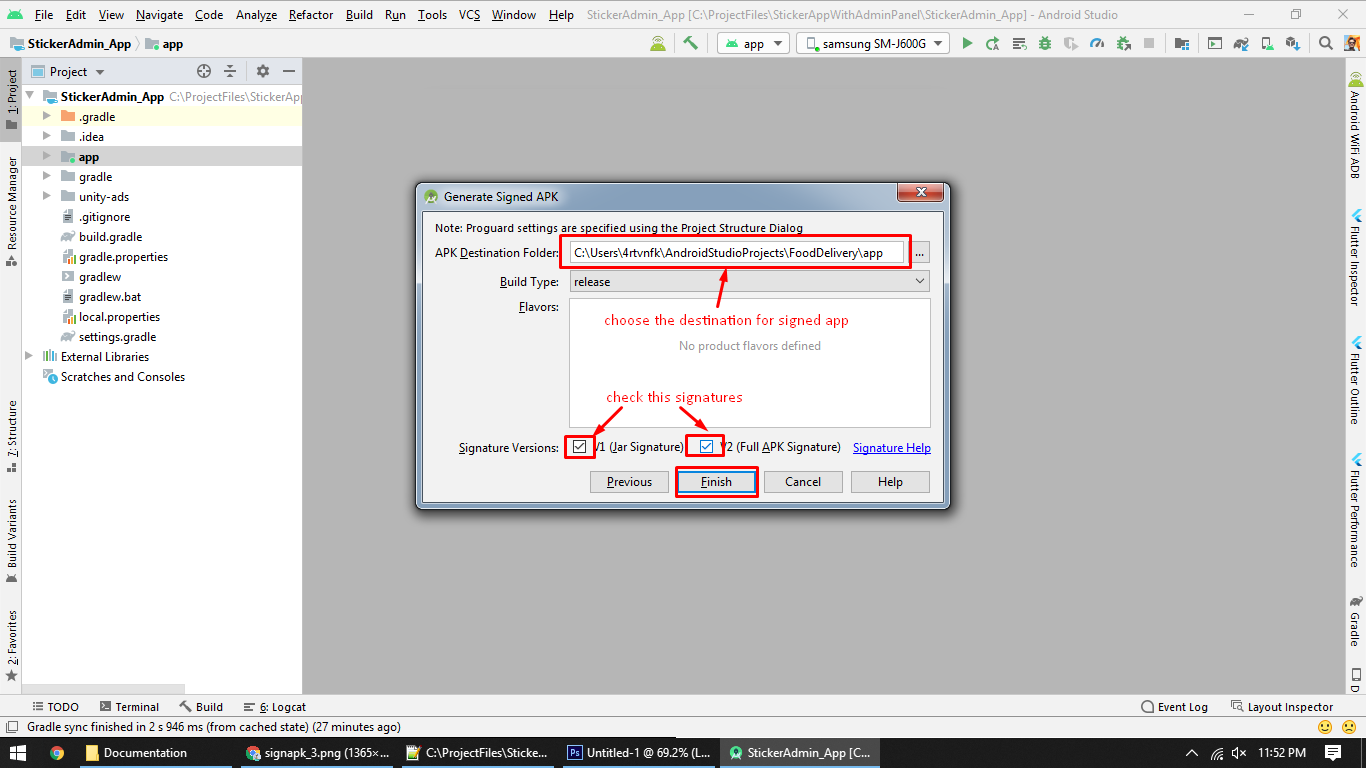 File Edit View Navigate Code Analyze Refactor Build Run Tools VCS Window Help StickerAdmin_App [C:\ProjectFiles\StickerAppWithAdminPanel\StickerAdmin_App] - Android Studio
StickerAdmin_App app
app
samsung SM-J600G
Project
1: Project
Resource Manager
7: Structure
Build Variants
2: Favorites
StickerAdmin_App C:\ProjectFiles\StickerApp
.gradle
.idea
app
gradle
unity-ads
.gitignore
build.gradle
gradle.properties
gradlew
gradlew.bat
local.properties
settings.gradle
External Libraries
Scratches and Consoles
Generate Signed APK
Note: Proguard settings are specified using the Project Structure Dialog
APK Destination Folder: C:\Users\4rtvnfk\AndroidStudioProjects\FoodDelivery\app ...
Build Type: release
Flavors:
choose the destination for signed app
No product flavors defined
check this signatures
Signature Versions: V1 (Jar Signature) V2 (Full APK Signature) Signature Help
Previous Finish Cancel Help
Android WiFi ADB
Flutter Inspector
Flutter Outline
Flutter Performance
Gradle
D
TODO Terminal Build 6: Logcat Event Log Layout Inspector
Gradle sync finished in 2 s 946 ms (from cached state) (27 minutes ago)
Documentation signapk_3.png (1365×... C:\ProjectFiles\Sticke... Ps Untitled-1 @ 69.2% (L... StickerAdmin_App [C... 11:52 PM